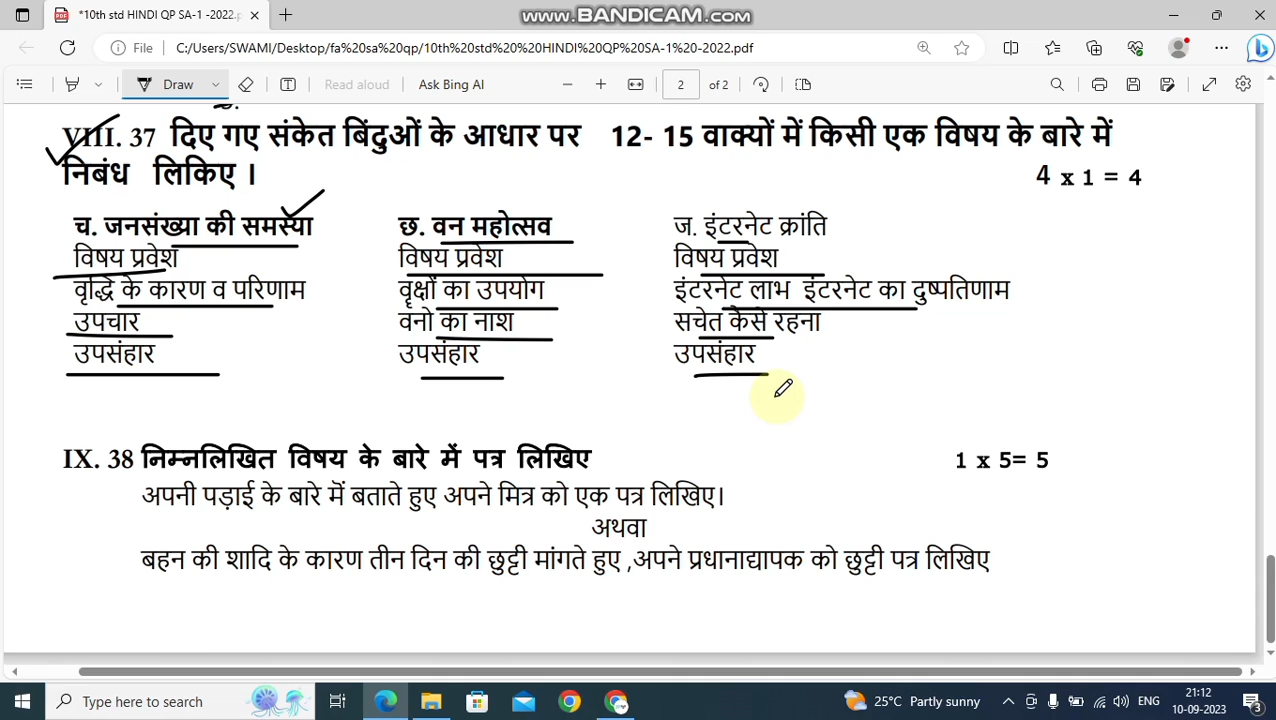 *10th std HINDI QP SA-1 -2022.p
www.BANDICAM.com
File C:/Users/SWAMI/Desktop/fa%20sa%20qp/10th%20std%20%20HINDI%20QP%20SA-1%20-2022.pdf
Draw Read aloud Ask Bing AI 2 of 2
VIII. 37 दिए गए संकेत बिंदुओं के आधार पर 12- 15 वाक्यों में किसी एक विषय के बारे में
निबंध लिकिए । 4 x 1 = 4
च. जनसंख्या की समस्या छ. वन महोत्सव ज. इंटरनेट क्रांति
विषय प्रवेश विषय प्रवेश विषय प्रवेश
वृद्धि के कारण व परिणाम वृक्षों का उपयोग इंटरनेट लाभ इंटरनेट का दुष्पतिणाम
उपचार वनो का नाश सचेत कैसे रहना
उपसंहार उपसंहार उपसंहार
IX. 38 निम्नलिखित विषय के बारे में पत्र लिखिए 1 x 5= 5
अपनी पड़ाई के बारे में बताते हुए अपने मित्र को एक पत्र लिखिए।
अथवा
बहन की शादि के कारण तीन दिन की छुट्टी मांगते हुए ,अपने प्रधानाद्यापक को छुट्टी पत्र लिखिए
Type here to search 25°C Partly sunny ENG 21:12
10-09-2023 3